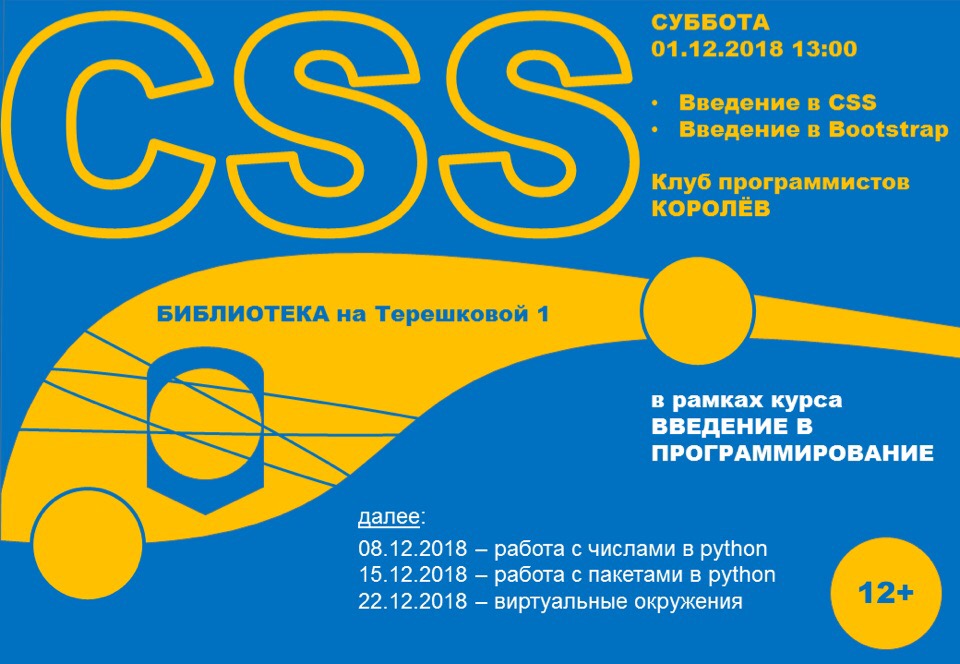 CSS
СУББОТА
01.12.2018 13:00
• Введение в CSS
• Введение в Bootstrap
Клуб программистов
КОРОЛЁВ
БИБЛИОТЕКА на Терешковой 1
в рамках курса
ВВЕДЕНИЕ В
ПРОГРАММИРОВАНИЕ
далее:
08.12.2018 – работа с числами в python
15.12.2018 – работа с пакетами в python
22.12.2018 – виртуальные окружения
12+